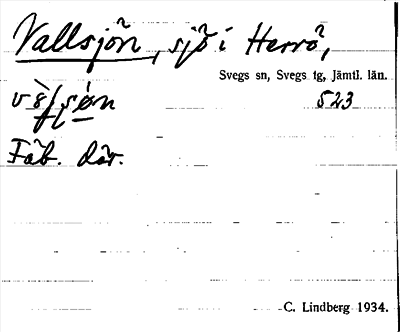 Vallsjön, sjö i Herrö,
Svegs sn, Svegs tg, Jämtl. län.
523
Fäb. där.
C. Lindberg 1934.